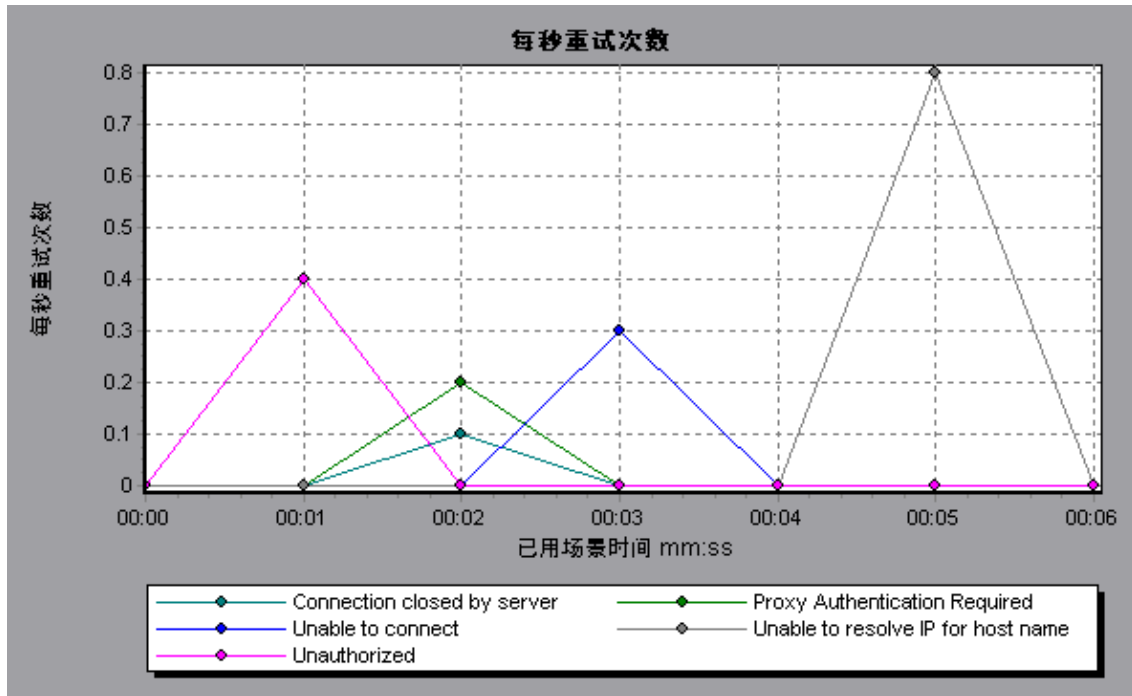 每秒重试次数
0.8
0.7
0.6
0.5
0.4
0.3
0.2
0.1
0
每秒重试次数
00:00 00:01 00:02 00:03 00:04 00:05 00:06
已用场景时间 mm:ss
Connection closed by server Proxy Authentication Required
Unable to connect Unable to resolve IP for host name
Unauthorized